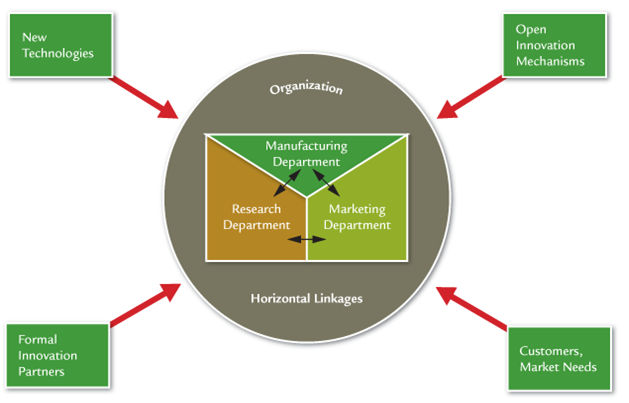 New
Technologies
Open
Innovation
Mechanisms
Organization
Manufacturing
Department
Research
Department
Marketing
Department
Horizontal Linkages
Formal
Innovation
Partners
Customers,
Market Needs